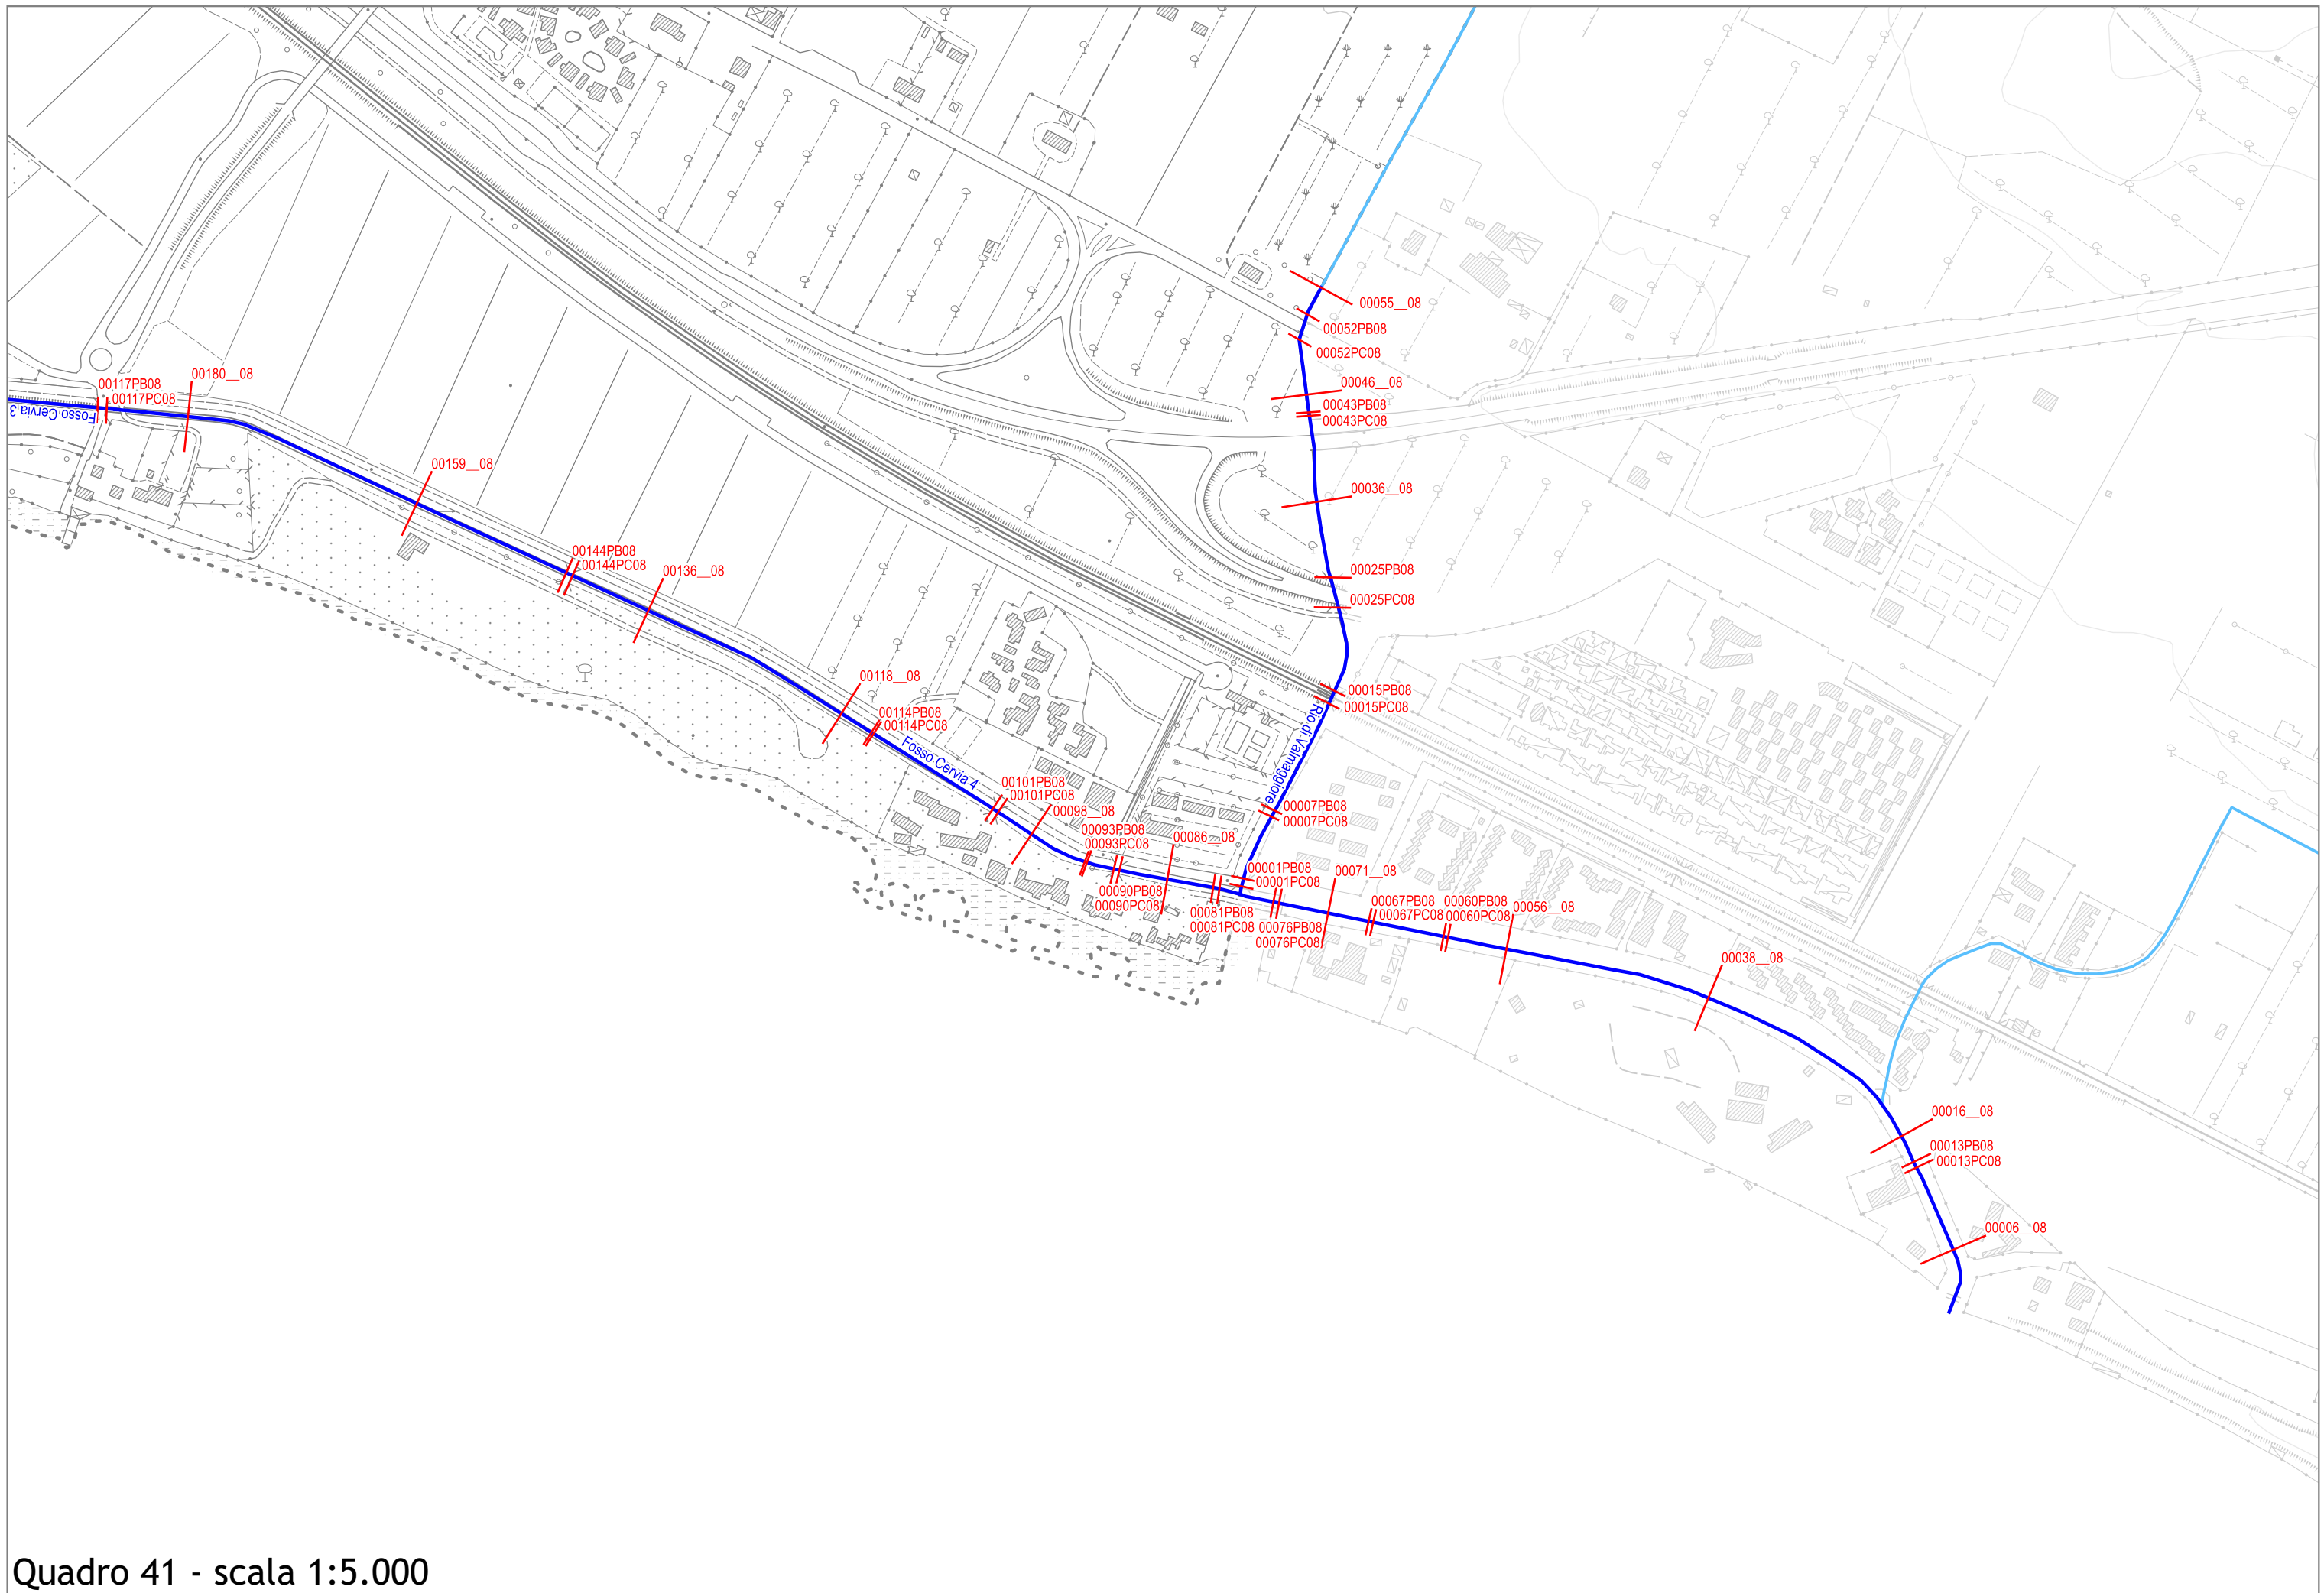 00055__08
00052PB08
00052PC08
00046__08
00043PB08
00043PC08
00180__08
00117PB08
00117PC08
Fosso Cervia 3
00159__08
00036__08
00144PB08
00144PC08
00136__08
00025PB08
00025PC08
00118__08
00114PB08
00114PC08
00015PB08
00015PC08
Rio di Valmaggiore
Fosso Cervia 4
00101PB08
00101PC08
00098__08
00093PB08
00093PC08
00086__08
00007PB08
00007PC08
00001PB08
00001PC08
00071__08
00090PB08
00090PC08
00081PB08
00081PC08
00076PB08
00076PC08
00067PB08
00067PC08
00060PB08
00060PC08
00056__08
00038__08
00016__08
00013PB08
00013PC08
00006__08
Quadro 41 - scala 1:5.000